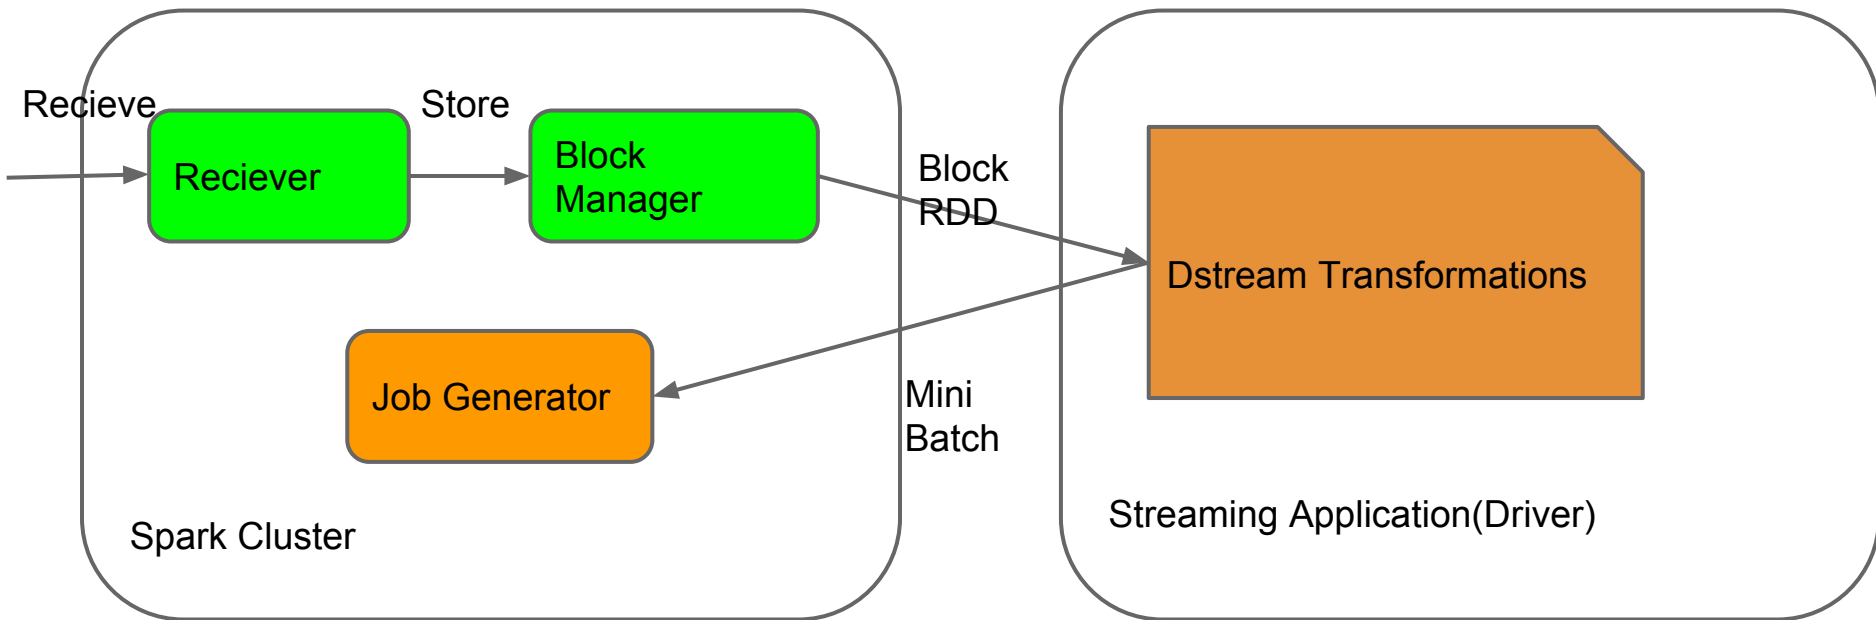 Recieve
Store
Reciever
Block
Manager
Block
RDD
Dstream Transformations
Job Generator
Mini
Batch
Spark Cluster
Streaming Application(Driver)